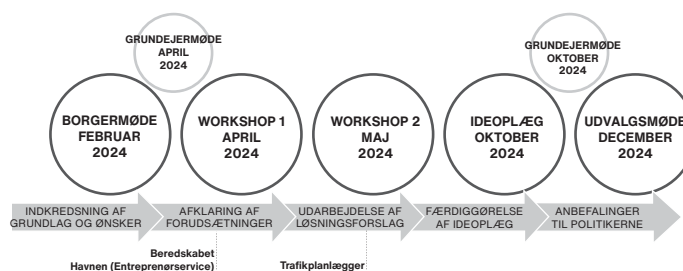 GRUNDEJERMØDE
APRIL
2024
GRUNDEJERMØDE
OKTOBER
2024
BORGERMØDE
FEBRUAR
2024
WORKSHOP 1
APRIL
2024
WORKSHOP 2
MAJ
2024
IDEOPLÆG
OKTOBER
2024
UDVALGSMØDE
DECEMBER
2024
INDKREDSNING AF
GRUNDLAG OG ØNSKER
AFKLARING AF
FORUDSÆTNINGER
UDARBEJDELSE AF
LØSNINGSFORSLAG
FÆRDIGGØRELSE
AF IDEOPLÆG
ANBEFALINGER
TIL POLITIKERNE
Beredskabet
Havnen (Entreprenørservice)
Trafikplanlægger